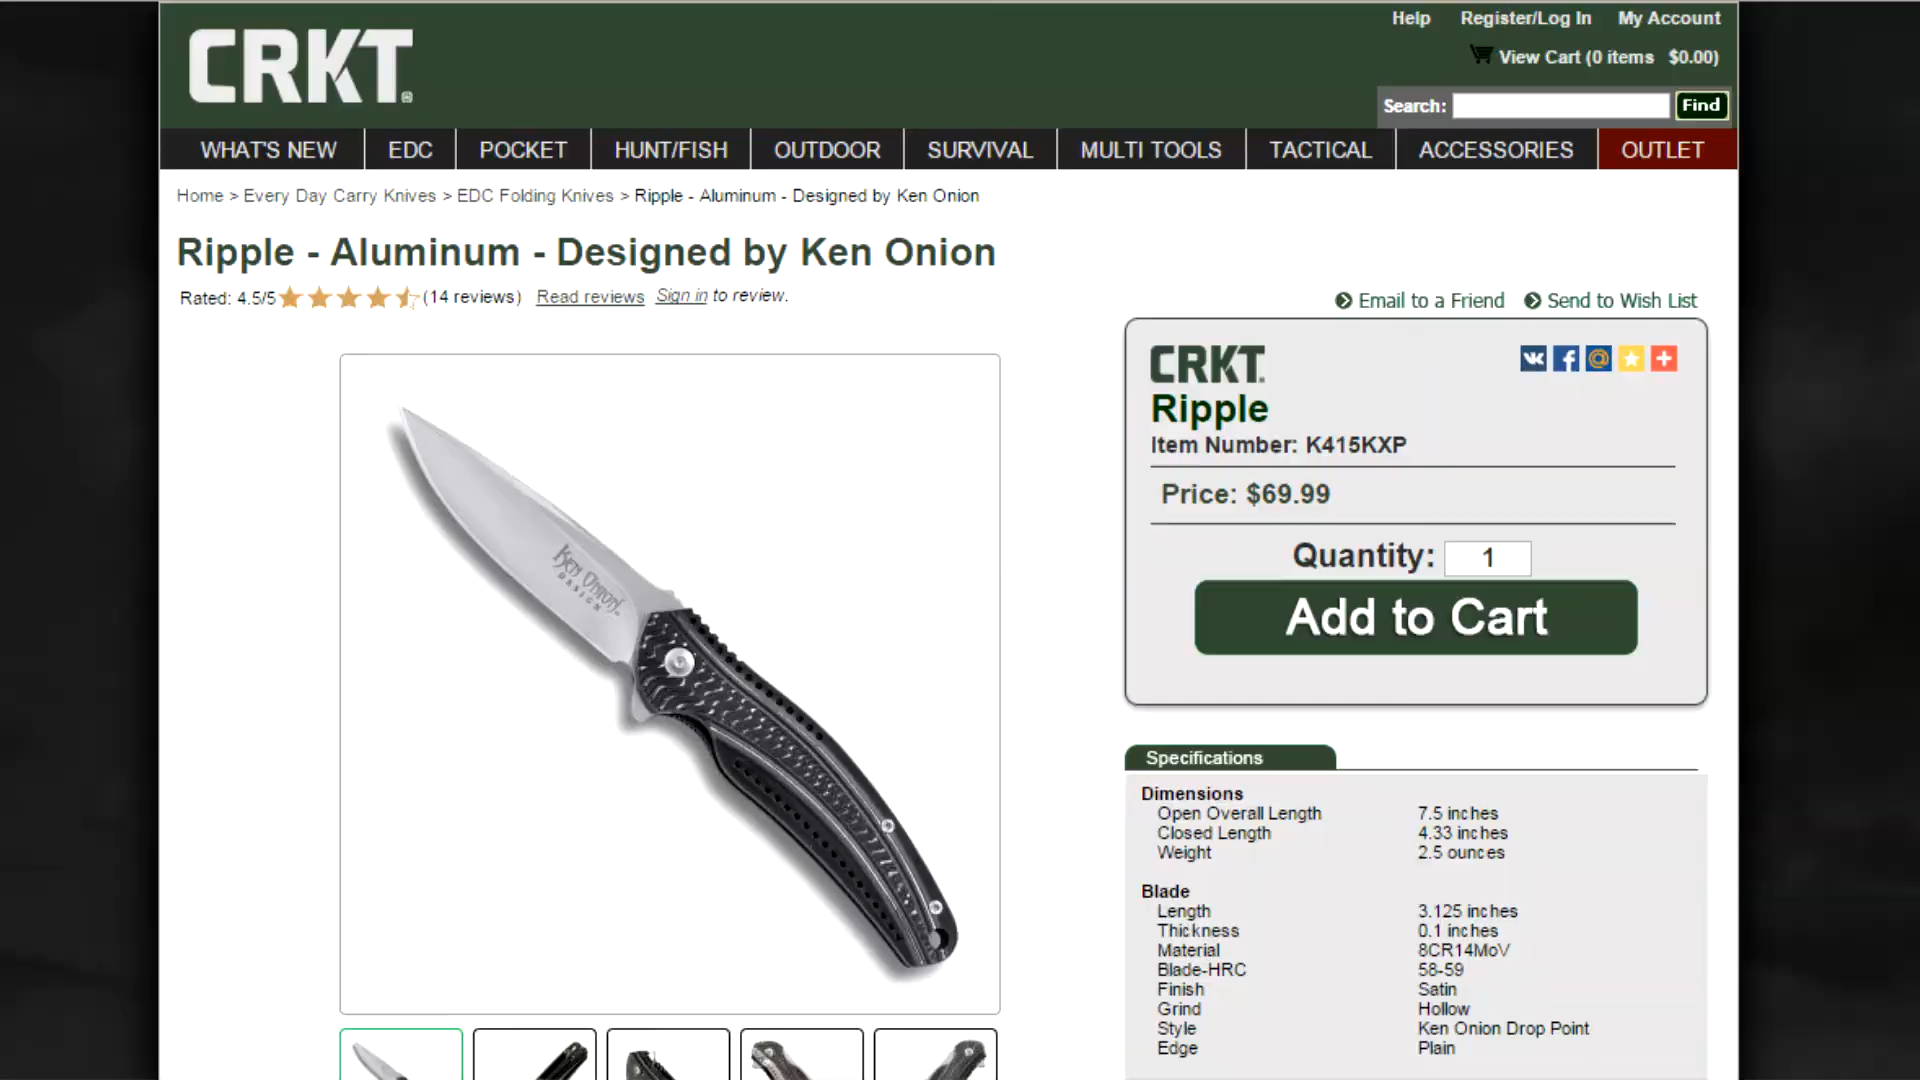 CRKT
Help Register/Log In My Account
View Cart (0 items $0.00)
Search: Find
WHAT'S NEW EDC POCKET HUNT/FISH OUTDOOR SURVIVAL MULTI TOOLS TACTICAL ACCESSORIES OUTLET
Home > Every Day Carry Knives > EDC Folding Knives > Ripple - Aluminum - Designed by Ken Onion
Ripple - Aluminum - Designed by Ken Onion
Rated: 4.5/5 (14 reviews) Read reviews Sign in to review.
Email to a Friend Send to Wish List
Ken Onion
DESIGN
CRKT
Ripple
Item Number: K415KXP
Price: $69.99
Quantity: 1
Add to Cart
Specifications
Dimensions
Open Overall Length 7.5 inches
Closed Length 4.33 inches
Weight 2.5 ounces
Blade
Length 3.125 inches
Thickness 0.1 inches
Material 8CR14MoV
Blade-HRC 58-59
Finish Satin
Grind Hollow
Style Ken Onion Drop Point
Edge Plain